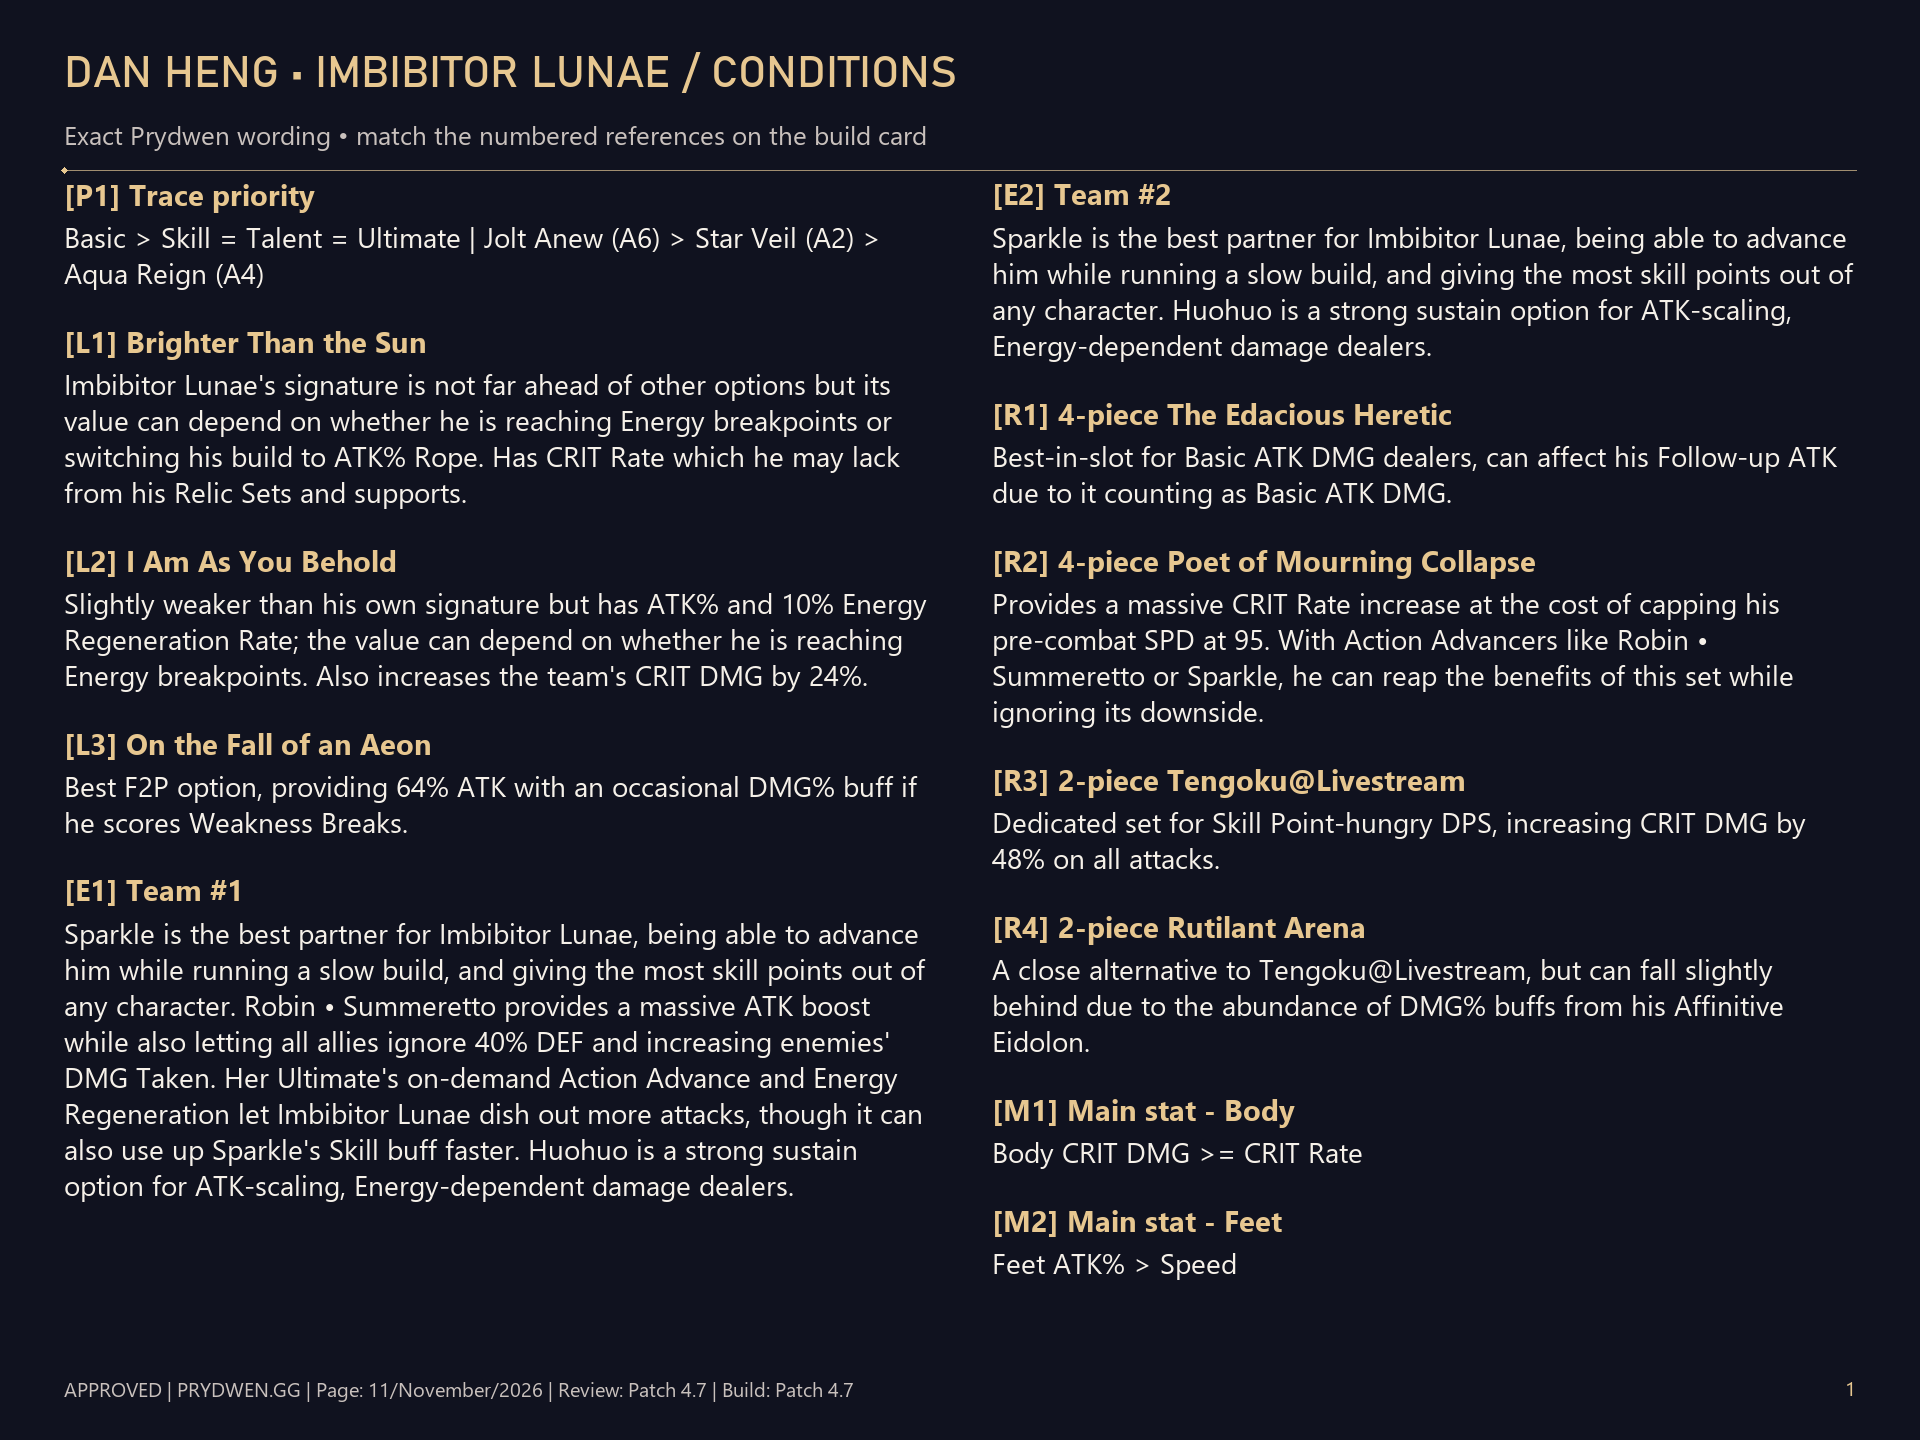 DAN HENG • IMBIBITOR LUNAE / CONDITIONS
Exact Prydwen wording • match the numbered references on the build card
[P1] Trace priority
Basic > Skill = Talent = Ultimate | Jolt Anew (A6) > Star Veil (A2) >
Aqua Reign (A4)
[L1] Brighter Than the Sun
Imbibitor Lunae's signature is not far ahead of other options but its
value can depend on whether he is reaching Energy breakpoints or
switching his build to ATK% Rope. Has CRIT Rate which he may lack
from his Relic Sets and supports.
[L2] I Am As You Behold
Slightly weaker than his own signature but has ATK% and 10% Energy
Regeneration Rate; the value can depend on whether he is reaching
Energy breakpoints. Also increases the team's CRIT DMG by 24%.
[L3] On the Fall of an Aeon
Best F2P option, providing 64% ATK with an occasional DMG% buff if
he scores Weakness Breaks.
[E1] Team #1
Sparkle is the best partner for Imbibitor Lunae, being able to advance
him while running a slow build, and giving the most skill points out of
any character. Robin • Summeretto provides a massive ATK boost
while also letting all allies ignore 40% DEF and increasing enemies'
DMG Taken. Her Ultimate's on-demand Action Advance and Energy
Regeneration let Imbibitor Lunae dish out more attacks, though it can
also use up Sparkle's Skill buff faster. Huohuo is a strong sustain
option for ATK-scaling, Energy-dependent damage dealers.
[E2] Team #2
Sparkle is the best partner for Imbibitor Lunae, being able to advance
him while running a slow build, and giving the most skill points out of
any character. Huohuo is a strong sustain option for ATK-scaling,
Energy-dependent damage dealers.
[R1] 4-piece The Edacious Heretic
Best-in-slot for Basic ATK DMG dealers, can affect his Follow-up ATK
due to it counting as Basic ATK DMG.
[R2] 4-piece Poet of Mourning Collapse
Provides a massive CRIT Rate increase at the cost of capping his
pre-combat SPD at 95. With Action Advancers like Robin •
Summeretto or Sparkle, he can reap the benefits of this set while
ignoring its downside.
[R3] 2-piece Tengoku@Livestream
Dedicated set for Skill Point-hungry DPS, increasing CRIT DMG by
48% on all attacks.
[R4] 2-piece Rutilant Arena
A close alternative to Tengoku@Livestream, but can fall slightly
behind due to the abundance of DMG% buffs from his Affinitive
Eidolon.
[M1] Main stat - Body
Body CRIT DMG >= CRIT Rate
[M2] Main stat - Feet
Feet ATK% > Speed
APPROVED | PRYDWEN.GG | Page: 11/November/2026 | Review: Patch 4.7 | Build: Patch 4.7
1